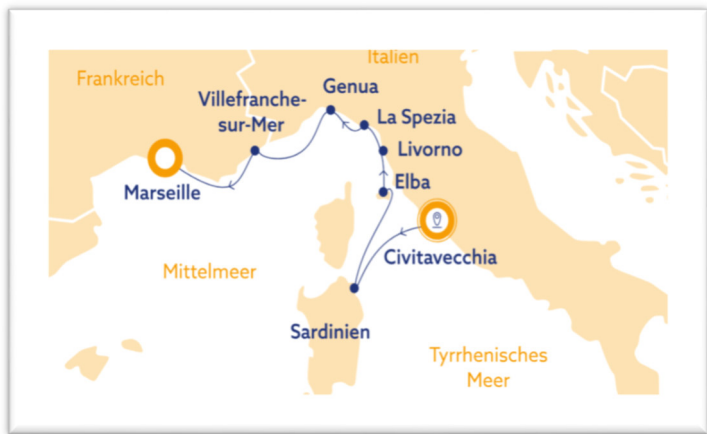 Italien
Frankreich
Genua
Villefranche-
sur-Mer
La Spezia
Livorno
Elba
Marseille
Civitavecchia
Mittelmeer
Sardinien
Tyrrhenisches
Meer